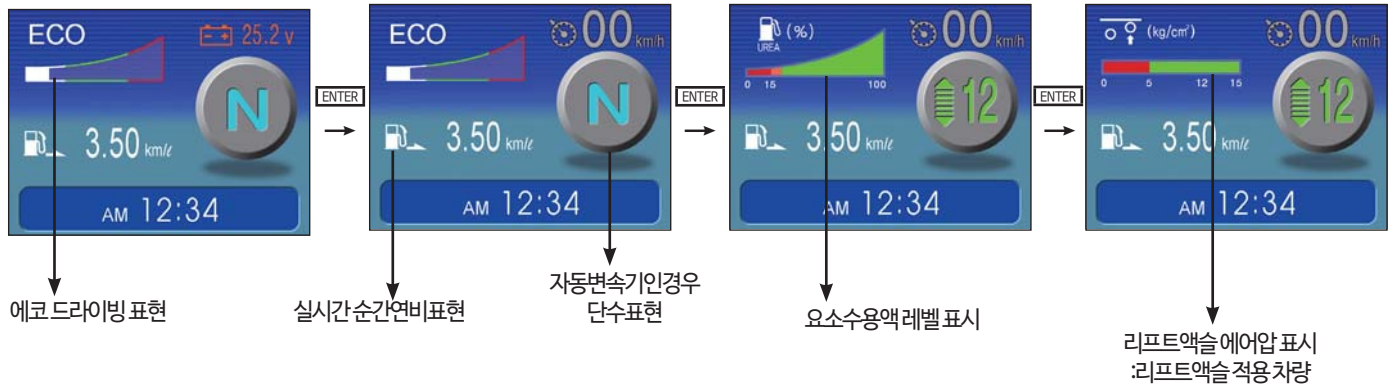 ECO
25.2 v
N
3.50 km/ℓ
AM 12:34
에코 드라이빙 표현
ENTER
ECO
00 km/h
N
3.50 km/ℓ
AM 12:34
실시간 순간연비표현
자동변속기인경우
단수표현
ENTER
UREA
(%)
00 km/h
0 15 100
12
3.50 km/ℓ
AM 12:34
요소수용액 레벨 표시
ENTER
(kg/cm²)
00 km/h
0 5 12 15
12
3.50 km/ℓ
AM 12:34
리프트액슬 에어압 표시
:리프트액슬 적용 차량